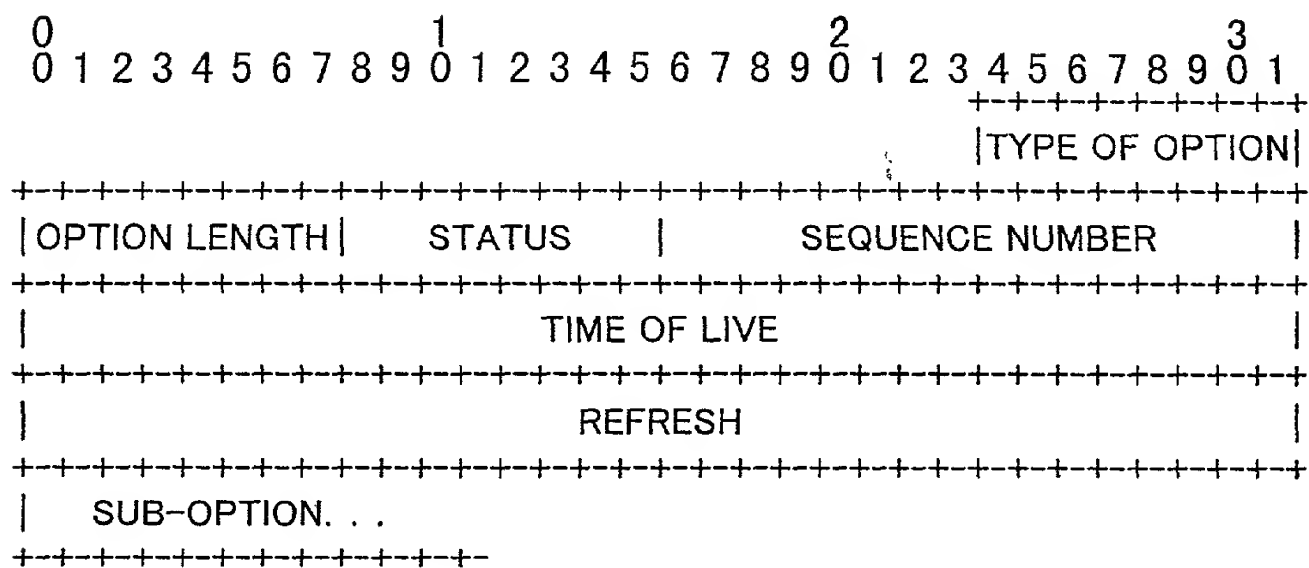 0 1 2 3
0 1 2 3 4 5 6 7 8 9 0 1 2 3 4 5 6 7 8 9 0 1 2 3 4 5 6 7 8 9 0 1
+-+-+-+-+-+-+-+-+
|TYPE OF OPTION|
+-+-+-+-+-+-+-+-+-+-+-+-+-+-+-+-+-+-+-+-+-+-+-+-+-+-+-+-+-+-+-+-+
|OPTION LENGTH| STATUS | SEQUENCE NUMBER |
+-+-+-+-+-+-+-+-+-+-+-+-+-+-+-+-+-+-+-+-+-+-+-+-+-+-+-+-+-+-+-+-+
| TIME OF LIVE |
+-+-+-+-+-+-+-+-+-+-+-+-+-+-+-+-+-+-+-+-+-+-+-+-+-+-+-+-+-+-+-+-+
| REFRESH |
+-+-+-+-+-+-+-+-+-+-+-+-+-+-+-+-+-+-+-+-+-+-+-+-+-+-+-+-+-+-+-+-+
| SUB-OPTION. . .
+-+-+-+-+-+-+-+-+-+-+-+-